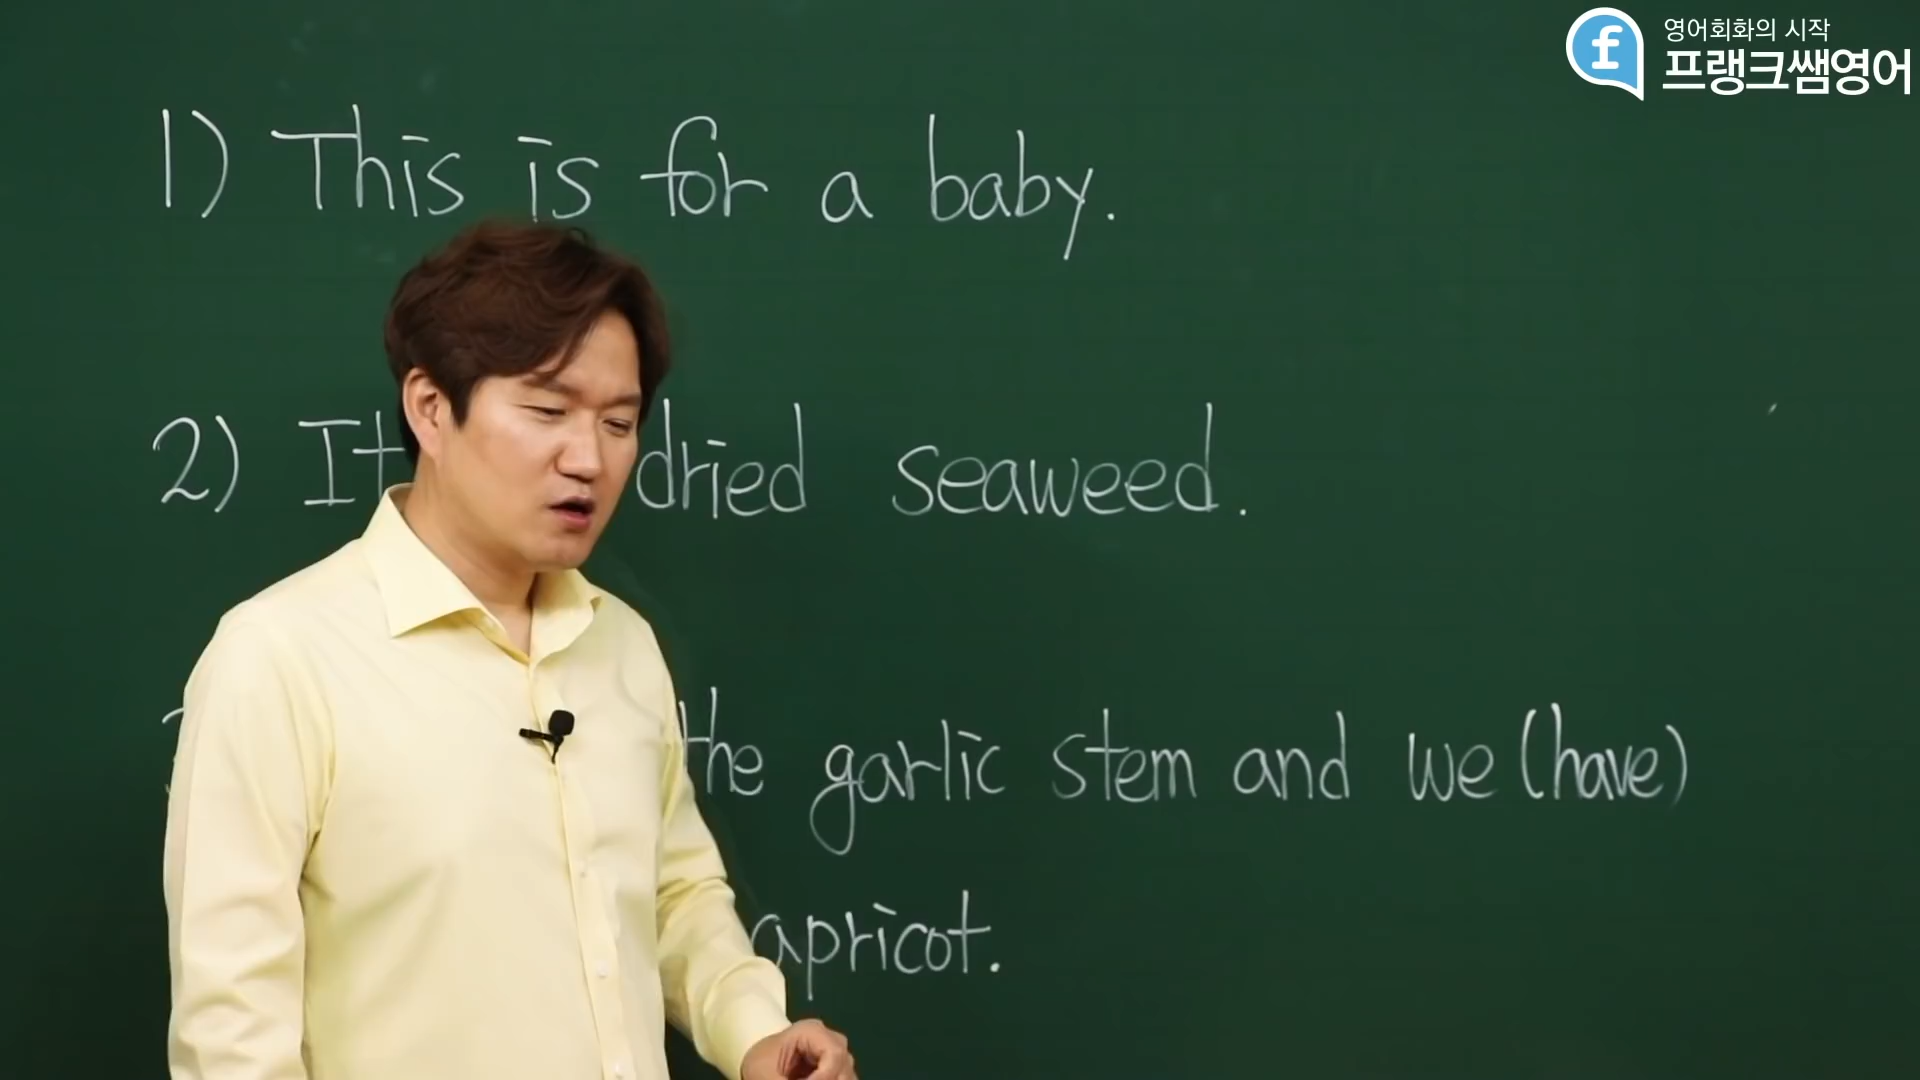 영어회화의 시작
프랭크쌤영어
1) This is for a baby.
2) It dried seaweed.
the garlic stem and we (have)
apricot.